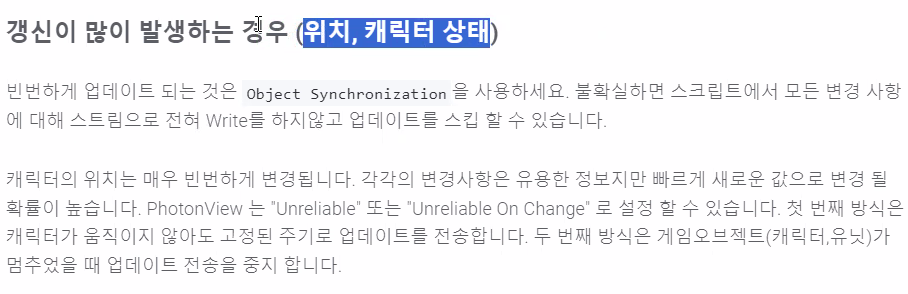 갱신이 많이 발생하는 경우 (위치, 캐릭터 상태)
빈번하게 업데이트 되는 것은 Object Synchronization 을 사용하세요. 불확실하면 스크립트에서 모든 변경 사항
에 대해 스트림으로 전혀 Write를 하지않고 업데이트를 스킵 할 수 있습니다.
캐릭터의 위치는 매우 빈번하게 변경됩니다. 각각의 변경사항은 유용한 정보지만 빠르게 새로운 값으로 변경 될
확률이 높습니다. PhotonView 는 "Unreliable" 또는 "Unreliable On Change" 로 설정 할 수 있습니다. 첫 번째 방식은
캐릭터가 움직이지 않아도 고정된 주기로 업데이트를 전송합니다. 두 번째 방식은 게임오브젝트(캐릭터,유닛)가
멈추었을 때 업데이트 전송을 중지 합니다.